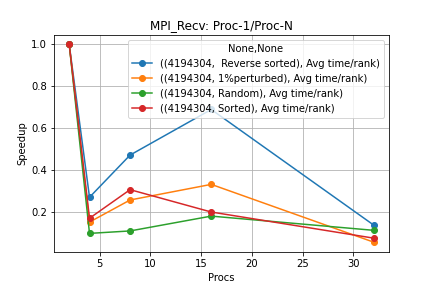 MPI_Recv: Proc-1/Proc-N
None,None
((4194304,  Reverse sorted), Avg time/rank)
((4194304, 1%perturbed), Avg time/rank)
((4194304, Random), Avg time/rank)
((4194304, Sorted), Avg time/rank)
Speedup
1.0
0.8
0.6
0.4
0.2
5 10 15 20 25 30
Procs